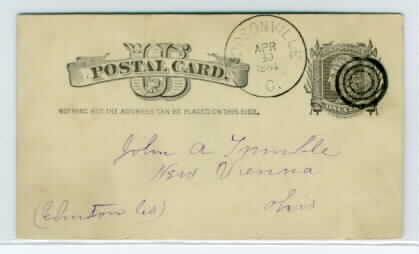 POSTAL CARD.
APR
O.
NOTHING BUT THE ADDRESS CAN BE PLACED ON THIS SIDE.
John A Trimble
New Vienna
(Clinton Co) Ohio